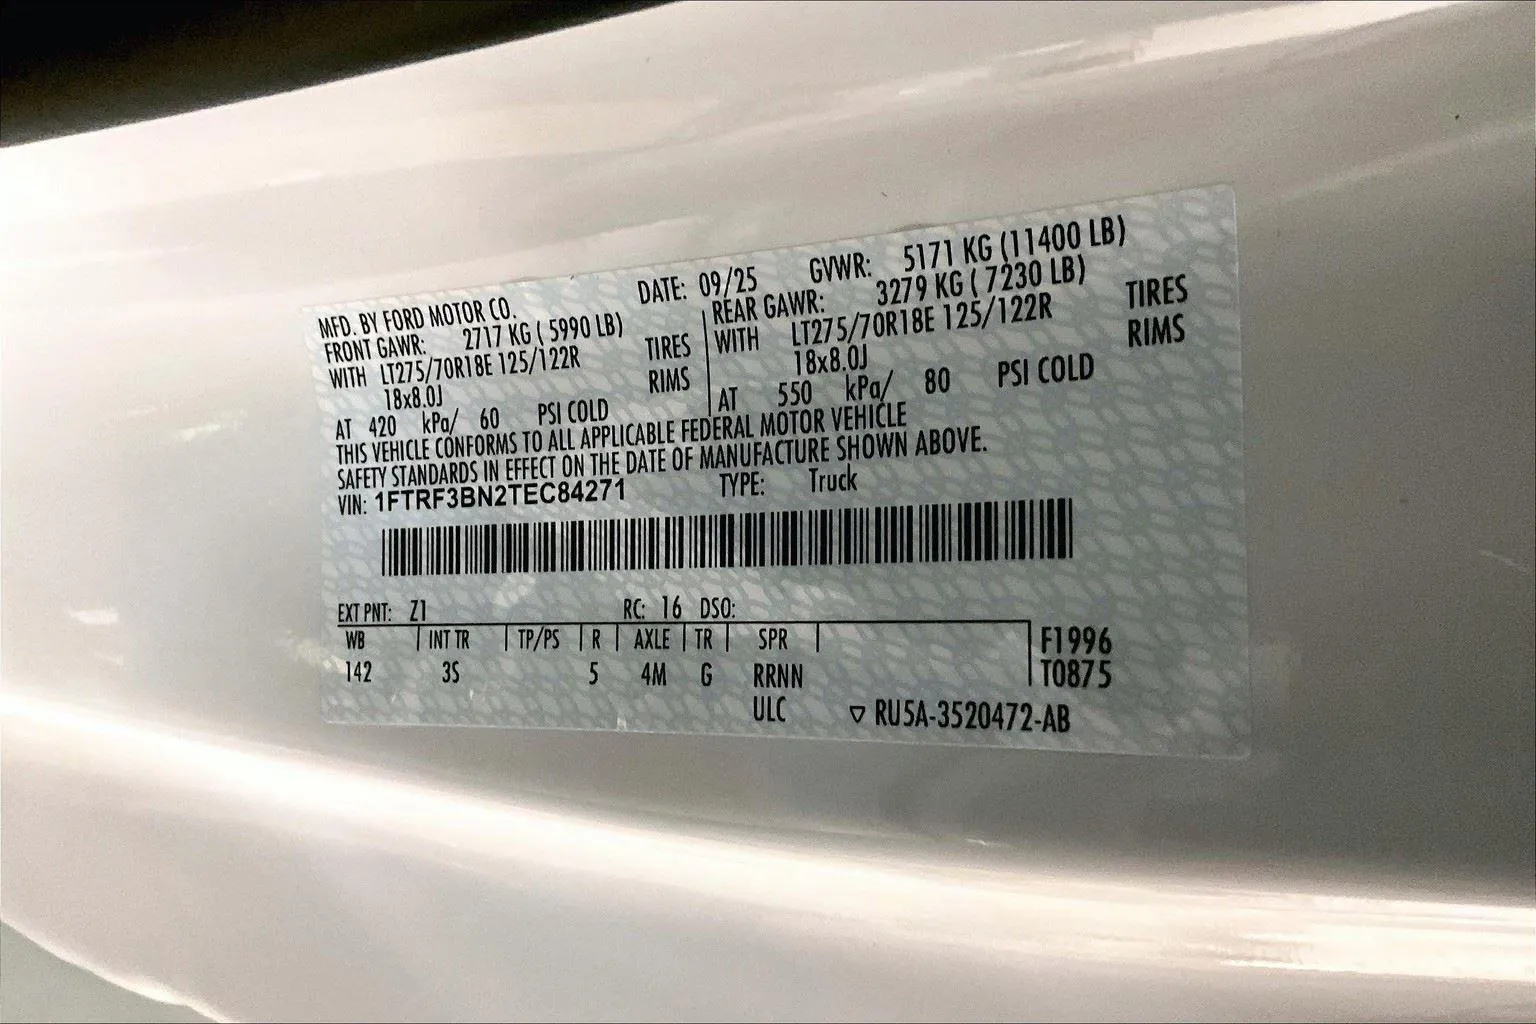 MFD. BY FORD MOTOR CO. DATE: 09/25 GVWR: 5171 KG (11400 LB)
FRONT GAWR: 2717 KG ( 5990 LB) REAR GAWR: 3279 KG ( 7230 LB)
WITH LT275/70R18E 125/122R TIRES WITH LT275/70R18E 125/122R TIRES
18x8.0J RIMS 18x8.0J RIMS
AT 420 kPa/ 60 PSI COLD AT 550 kPa/ 80 PSI COLD
THIS VEHICLE CONFORMS TO ALL APPLICABLE FEDERAL MOTOR VEHICLE
SAFETY STANDARDS IN EFFECT ON THE DATE OF MANUFACTURE SHOWN ABOVE.
VIN: 1FTRF3BN2TEC84271 TYPE: Truck
EXT PNT: Z1 RC: 16 DSO:
WB INT TR TP/PS R AXLE TR SPR F1996
142 3S 5 4M G RRNN T0875
ULC ▽ RU5A-3520472-AB